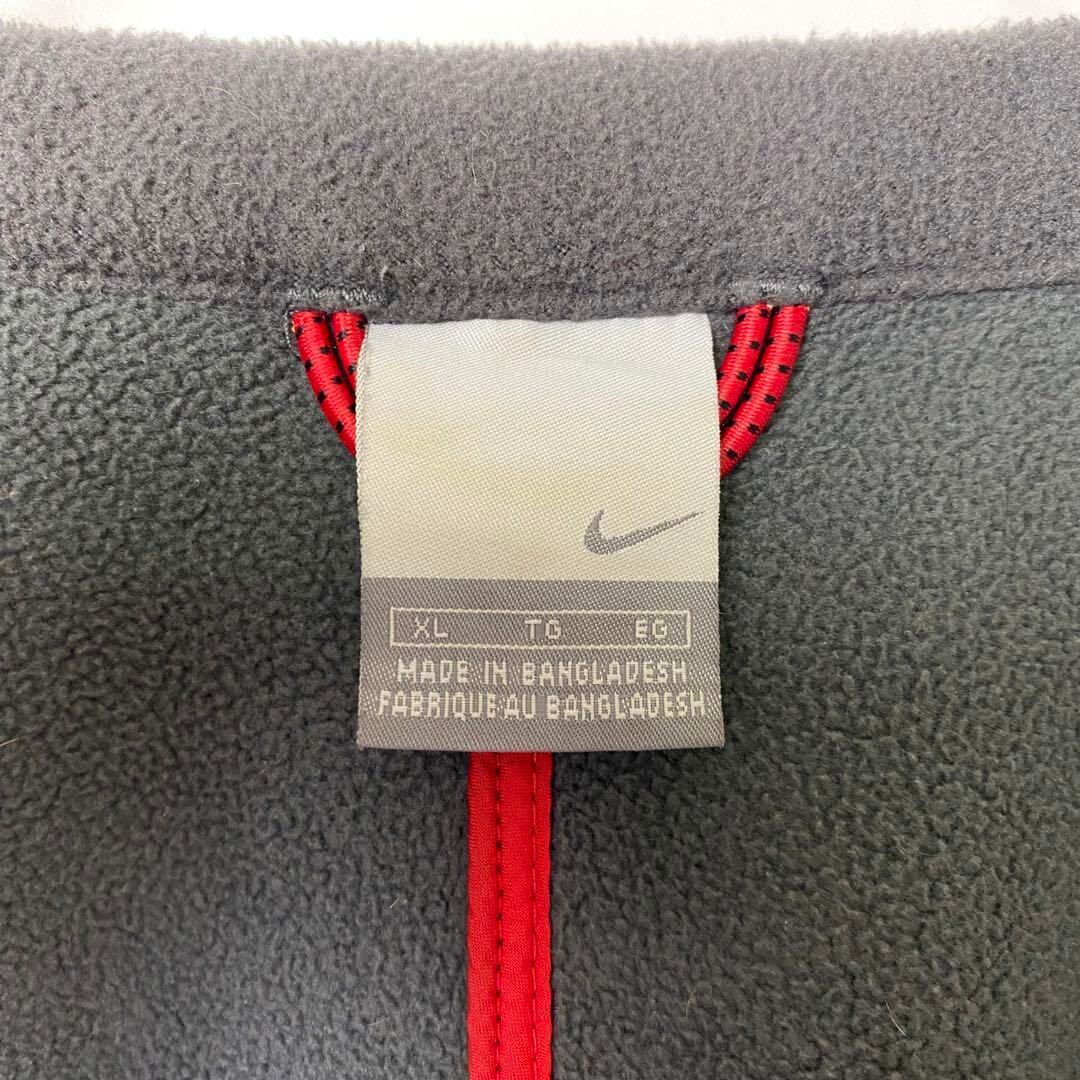 XL TG EG
MADE IN BANGLADESH
FABRIQUE AU BANGLADESH